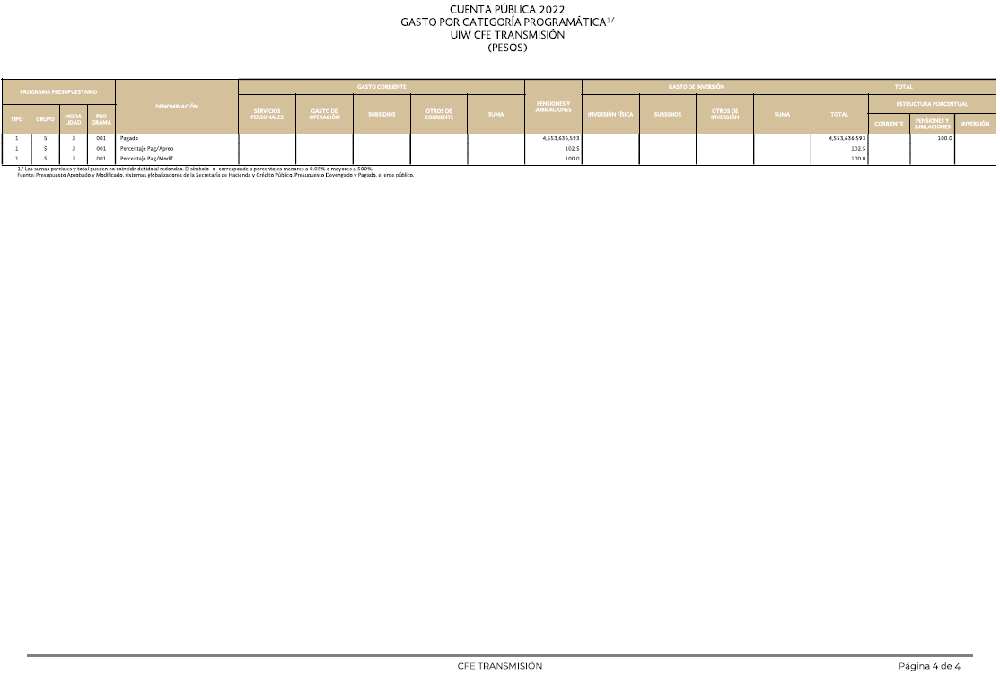 CUENTA PÚBLICA 2022
GASTO POR CATEGORÍA PROGRAMÁTICA1/
UIW CFE TRANSMISIÓN
(PESOS)
PROGRAMA PRESUPUESTARIO
DENOMINACIÓN
GASTO CORRIENTE
PENSIONES Y JUBILACIONES
GASTO DE INVERSIÓN
TOTAL
TIPO GRUPO MODA LIDAD PRO GRAMA
SERVICIOS PERSONALES GASTO DE OPERACIÓN SUBSIDIOS OTROS DE CORRIENTE SUMA
INVERSIÓN FÍSICA SUBSIDIOS OTROS DE INVERSIÓN SUMA
TOTAL ESTRUCTURA PORCENTUAL
CORRIENTE PENSIONES Y JUBILACIONES INVERSIÓN
1 5 J 001 Pagado 4,553,636,593 4,553,636,593 100.0
1 5 J 001 Porcentaje Pag/Aprob 102.5 102.5
1 5 J 001 Porcentaje Pag/Modif 100.0 100.0
1/ Las sumas parciales y total pueden no coincidir debido al redondeo. El símbolo -o- corresponde a porcentajes menores a 0.05% o mayores a 500%.
Fuente: Presupuesto Aprobado y Modificado, sistemas globalizadores de la Secretaría de Hacienda y Crédito Público. Presupuesto Devengado y Pagado, el ente público.
CFE TRANSMISIÓN Página 4 de 4